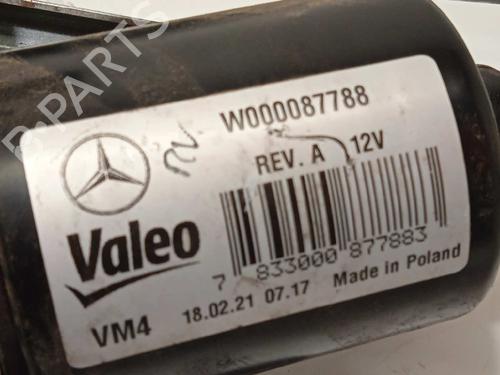 W000087788
REV. A 12V
Valeo
7 833000 877883
VM4 18.02.21 07.17 Made in Poland
B-PARTS